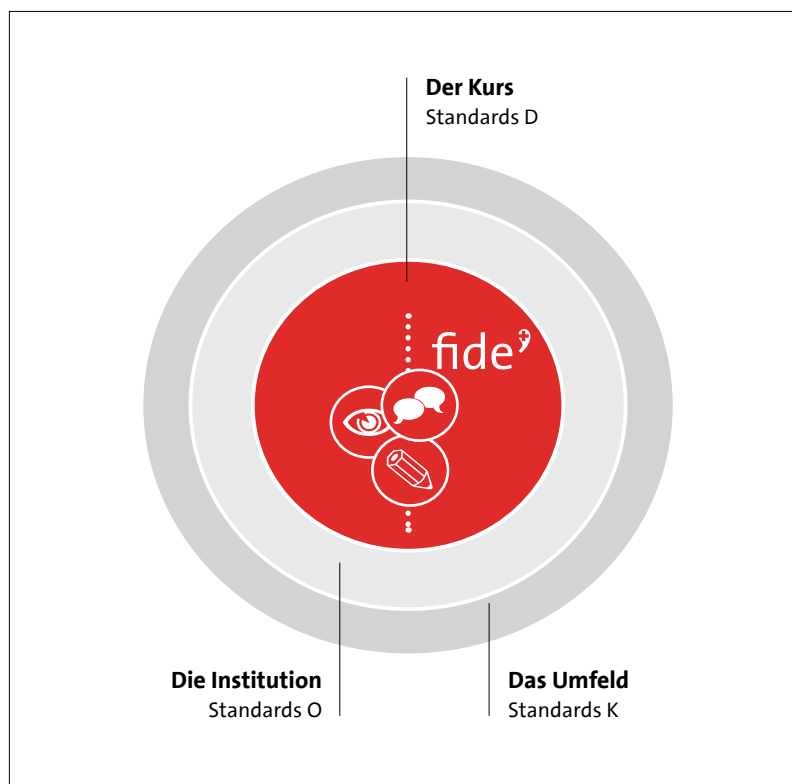 Der Kurs
Standards D
fide
Die Institution
Standards O
Das Umfeld
Standards K